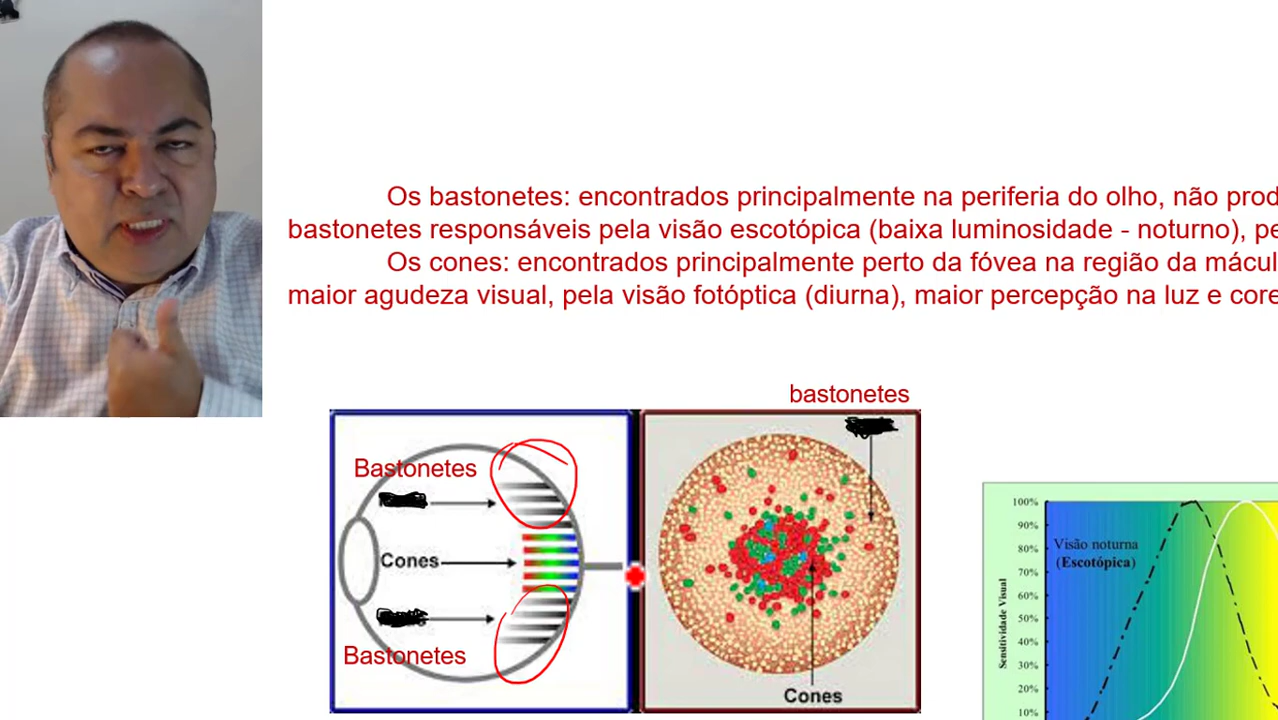 Os bastonetes: encontrados principalmente na periferia do olho, não prod
bastonetes responsáveis pela visão escotópica (baixa luminosidade - noturno), pe
Os cones: encontrados principalmente perto da fóvea na região da mácul
maior agudeza visual, pela visão fotóptica (diurna), maior percepção na luz e core
bastonetes
Bastonetes
Cones
Bastonetes
Cones
100%
90%
80%
70%
60%
50%
40%
30%
20%
10%
Visão noturna
(Escotópica)
Sensitividade Visual